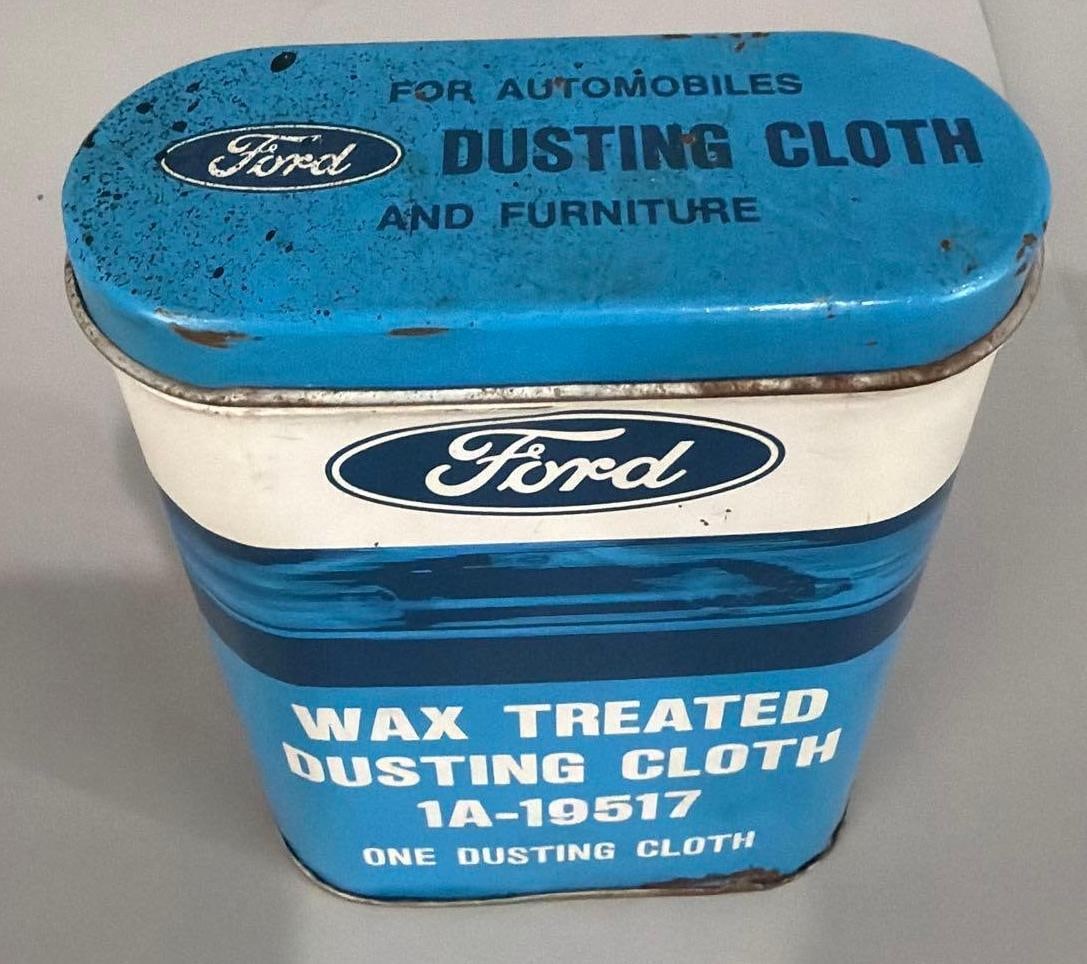 FOR AUTOMOBILES
Ford DUSTING CLOTH
AND FURNITURE
Ford
WAX TREATED
DUSTING CLOTH
1A-19517
ONE DUSTING CLOTH